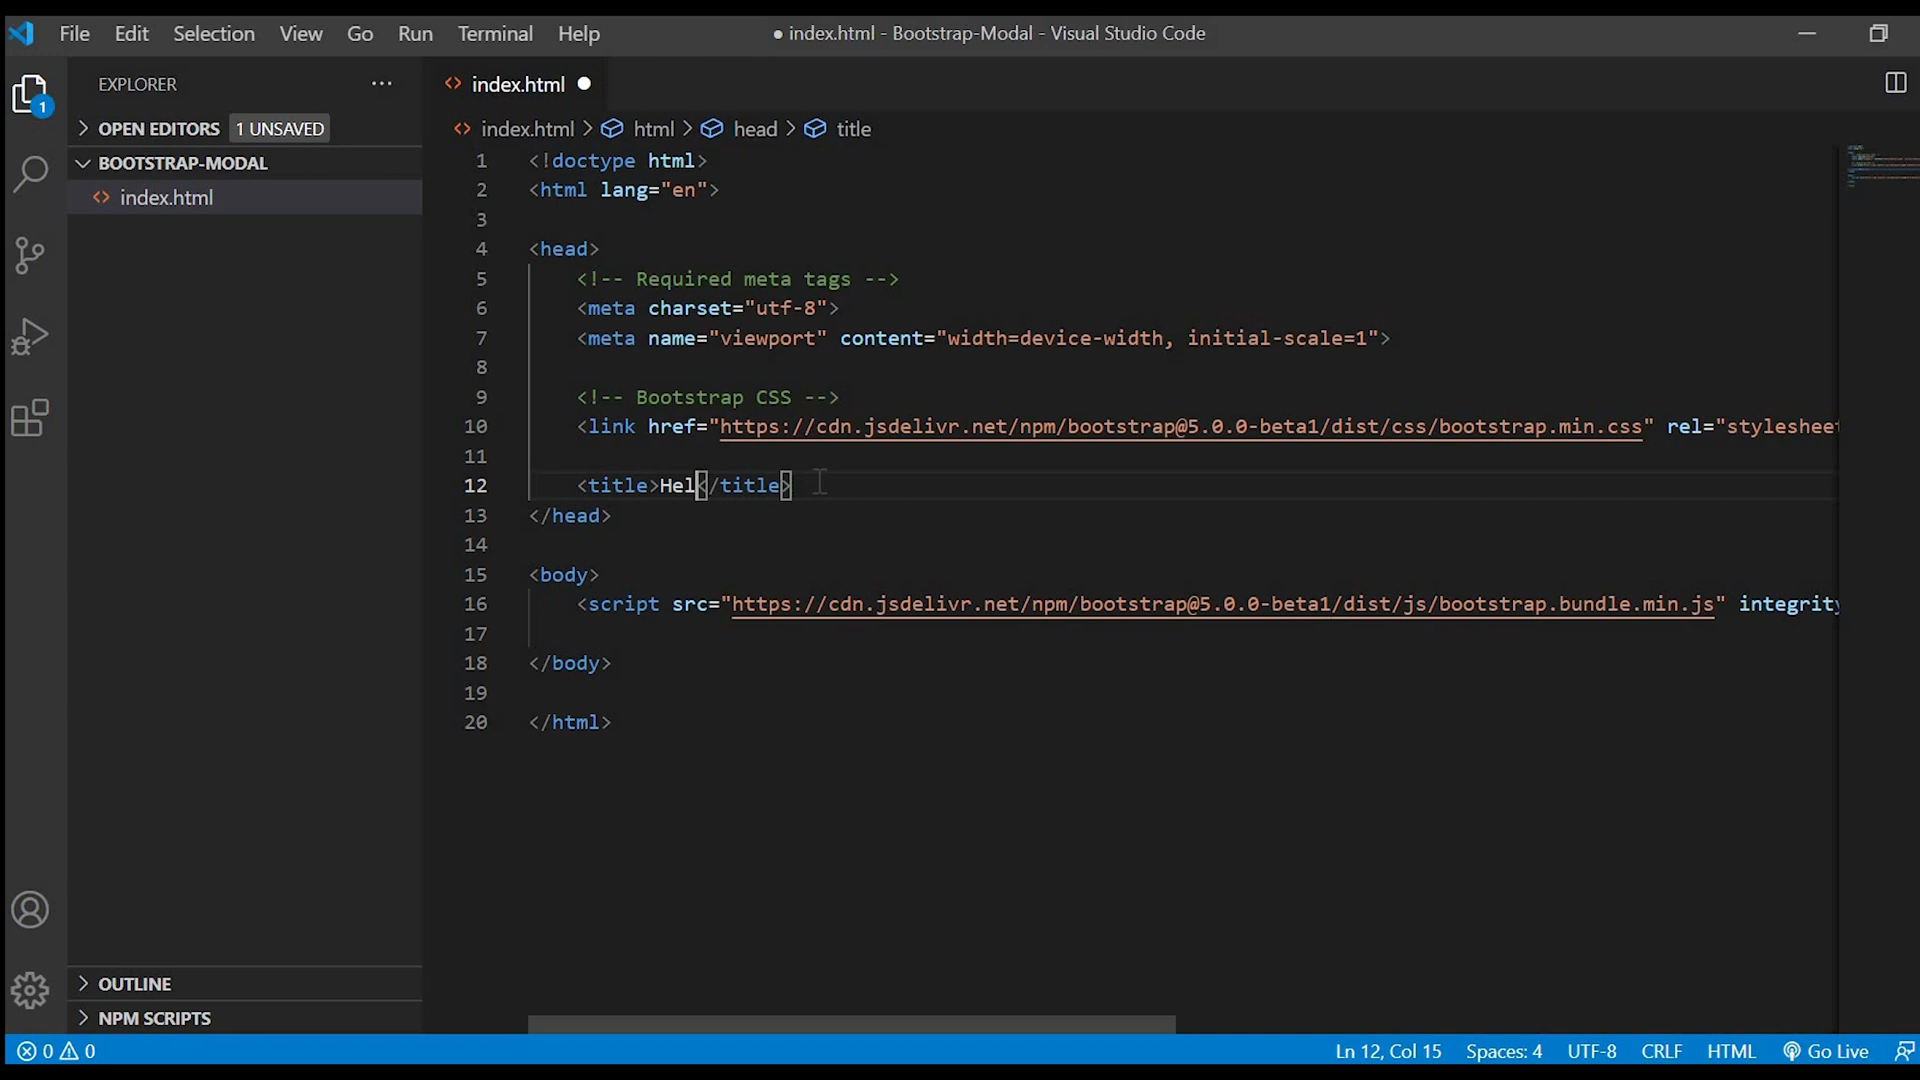 File Edit Selection View Go Run Terminal Help
● index.html - Bootstrap-Modal - Visual Studio Code
EXPLORER
OPEN EDITORS 1 UNSAVED
BOOTSTRAP-MODAL
index.html
OUTLINE
NPM SCRIPTS
1
index.html ●
index.html > html > head > title
1 <!doctype html>
2 <html lang="en">
3
4 <head>
5 <!-- Required meta tags -->
6 <meta charset="utf-8">
7 <meta name="viewport" content="width=device-width, initial-scale=1">
8
9 <!-- Bootstrap CSS -->
10 <link href="https://cdn.jsdelivr.net/npm/bootstrap@5.0.0-beta1/dist/css/bootstrap.min.css" rel="stylesheet
11
12 <title>Hel</title>
13 </head>
14
15 <body>
16 <script src="https://cdn.jsdelivr.net/npm/bootstrap@5.0.0-beta1/dist/js/bootstrap.bundle.min.js" integrity
17
18 </body>
19
20 </html>
0 0 Ln 12, Col 15 Spaces: 4 UTF-8 CRLF HTML Go Live